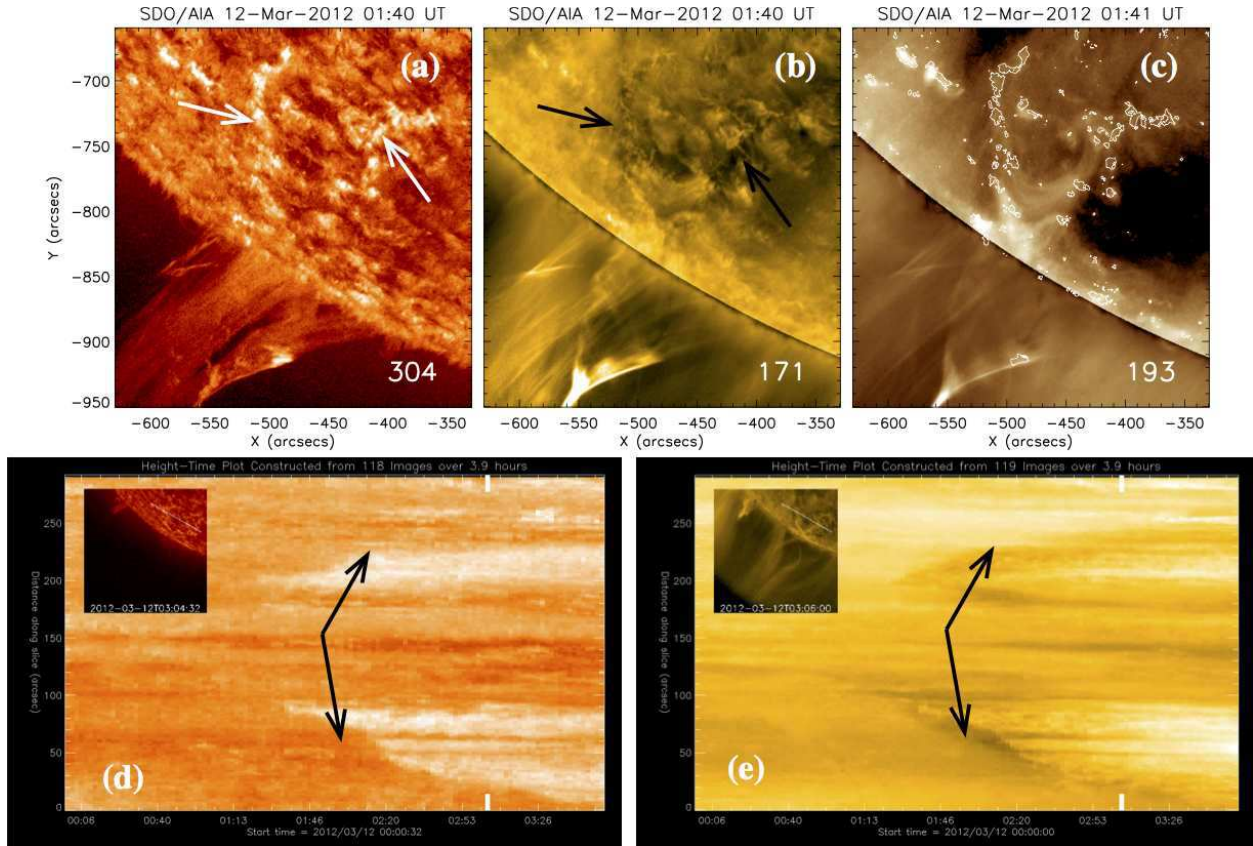 SDO/AIA 12-Mar-2012 01:40 UT
SDO/AIA 12-Mar-2012 01:40 UT
SDO/AIA 12-Mar-2012 01:41 UT
(a)
(b)
(c)
-700
-750
-800
-850
-900
-950
Y (arcsecs)
304
171
193
-600 -550 -500 -450 -400 -350
-600 -550 -500 -450 -400 -350
-600 -550 -500 -450 -400 -350
X (arcsecs)
X (arcsecs)
X (arcsecs)
Height-Time Plot Constructed from 118 Images over 3.9 hours
250
200
150
100
50
0
Distance along slice (arcsec)
2012-03-12T03:04:32
(d)
00:06 00:40 01:13 01:46 02:20 02:53 03:26
Start time = 2012/03/12 00:00:32
Height-Time Plot Constructed from 119 Images over 3.9 hours
250
200
150
100
50
0
Distance along slice (arcsec)
2012-03-12T03:06:00
(e)
00:06 00:40 01:13 01:46 02:20 02:53 03:26
Start time = 2012/03/12 00:00:00